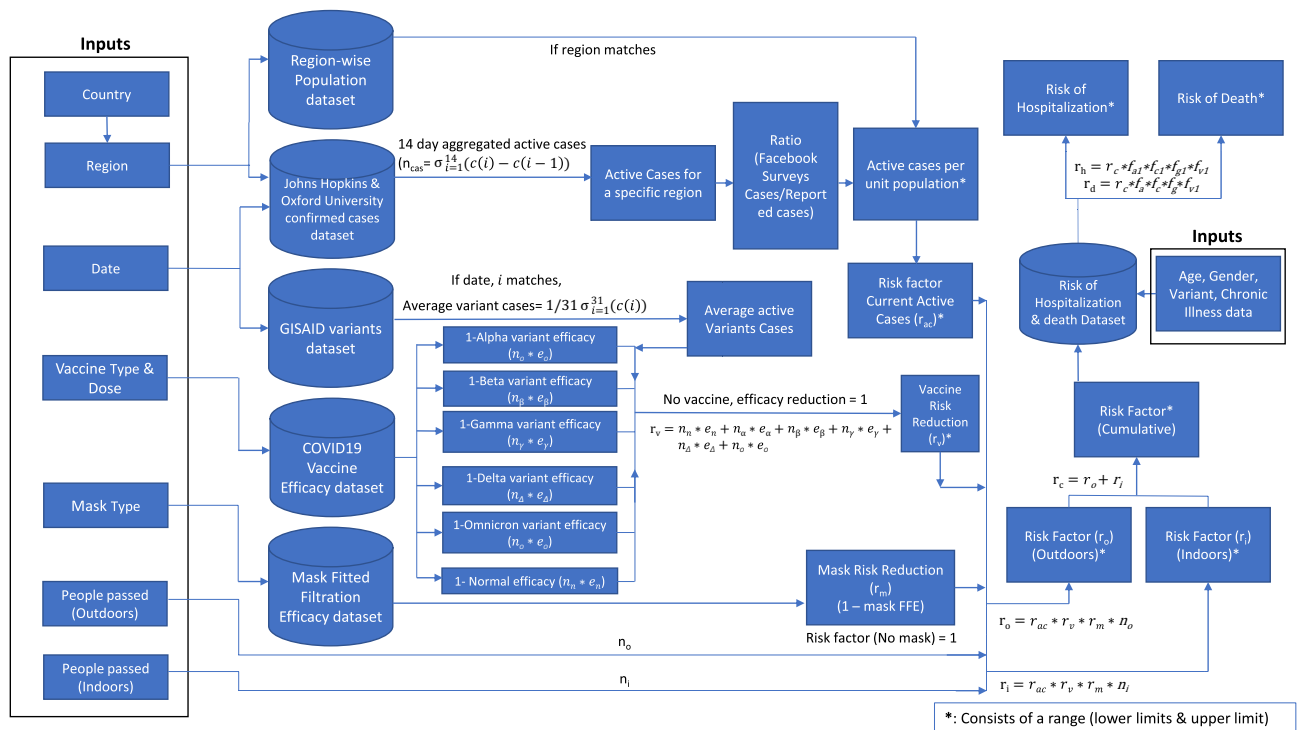 Inputs
Country
Region
Date
Vaccine Type &
Dose
Mask Type
People passed
(Outdoors)
People passed
(Indoors)
Region-wise
Population
dataset
Johns Hopkins &
Oxford University
confirmed cases
dataset
GISAID variants
dataset
COVID19
Vaccine
Efficacy dataset
Mask Fitted
Filtration
Efficacy dataset
If region matches
14 day aggregated active cases
(n_cas= σ_{i=1}^{14}(c(i) − c(i − 1))
Active Cases for
a specific region
Ratio
(Facebook
Surveys
Cases/Report
ed cases)
Active cases per
unit population*
Risk factor
Current Active
Cases (r_ac)*
If date, i matches,
Average variant cases= 1/31 σ_{i=1}^{31}(c(i))
Average active
Variants Cases
1-Alpha variant efficacy
(n_o ∗ e_o)
1-Beta variant efficacy
(n_β ∗ e_β)
1-Gamma variant efficacy
(n_γ ∗ e_γ)
1-Delta variant efficacy
(n_Δ ∗ e_Δ)
1-Omnicron variant efficacy
(n_o ∗ e_o)
1- Normal efficacy (n_n ∗ e_n)
No vaccine, efficacy reduction = 1
r_v = n_n ∗ e_n + n_α ∗ e_α + n_β ∗ e_β + n_γ ∗ e_γ +
n_Δ ∗ e_Δ + n_o ∗ e_o
Vaccine
Risk
Reduction
(r_v)*
Mask Risk Reduction
(r_m)
(1 – mask FFE)
Risk factor (No mask) = 1
n_o
n_i
Risk of
Hospitalization*
Risk of Death*
r_h = r_c∗f_a1∗f_c1∗f_g1∗f_v1
r_d = r_c∗f_a∗f_c∗f_g∗f_v1
Risk of
Hospitalization
& death Dataset
Inputs
Age, Gender,
Variant, Chronic
Illness data
Risk Factor*
(Cumulative)
r_c = r_o + r_i
Risk Factor (r_o)
(Outdoors)*
Risk Factor (r_i)
(Indoors)*
r_o = r_ac ∗ r_v ∗ r_m ∗ n_o
r_i = r_ac ∗ r_v ∗ r_m ∗ n_i
*: Consists of a range (lower limits & upper limit)